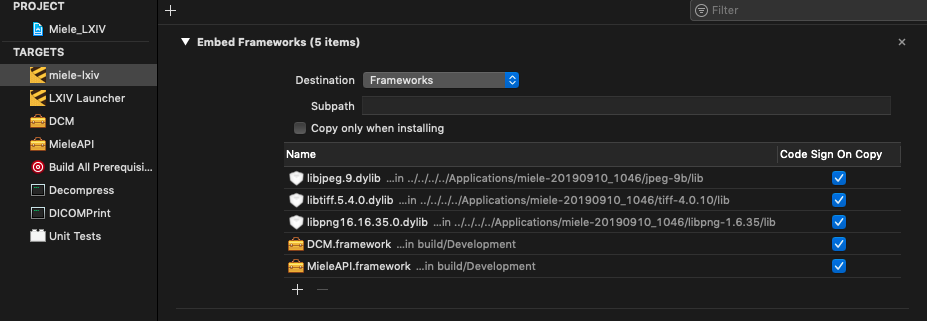 PROJECT
Miele_LXIV
TARGETS
miele-lxiv
LXIV Launcher
DCM
MieleAPI
Build All Prerequisi...
Decompress
DICOMPrint
Unit Tests
Filter
Embed Frameworks (5 items)
Destination Frameworks
Subpath
Copy only when installing
Name Code Sign On Copy
libjpeg.9.dylib ...in ../../../../Applications/miele-20190910_1046/jpeg-9b/lib
libtiff.5.4.0.dylib ...in ../../../../Applications/miele-20190910_1046/tiff-4.0.10/lib
libpng16.16.35.0.dylib ...in ../../../../Applications/miele-20190910_1046/libpng-1.6.35/lib
DCM.framework ...in build/Development
MieleAPI.framework ...in build/Development